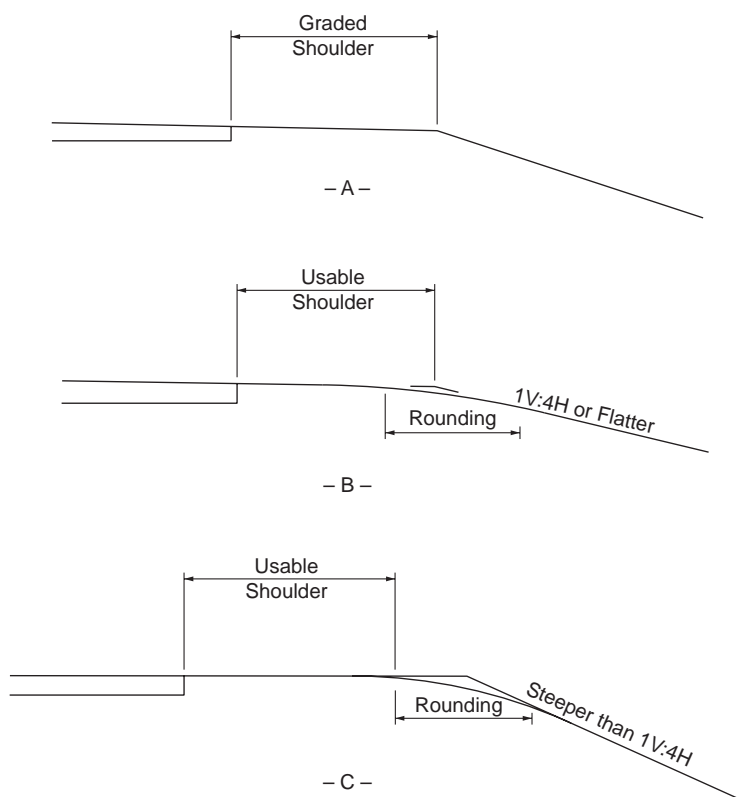 Graded
Shoulder
– A –
Usable
Shoulder
1V:4H or Flatter
Rounding
– B –
Usable
Shoulder
Steeper than 1V:4H
Rounding
– C –